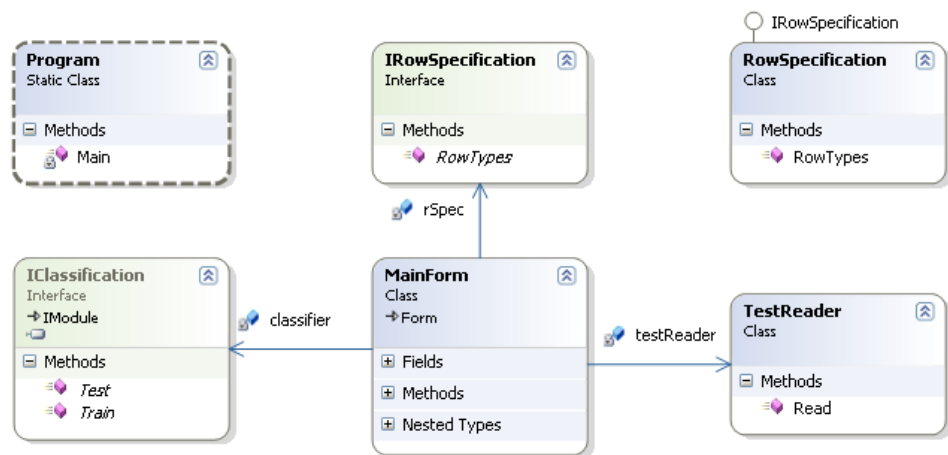 IRowSpecification
Program
Static Class
Methods
Main
IRowSpecification
Interface
Methods
RowTypes
RowSpecification
Class
Methods
RowTypes
rSpec
IClassification
Interface
IModule
Methods
Test
Train
classifier
MainForm
Class
Form
Fields
Methods
Nested Types
testReader
TestReader
Class
Methods
Read